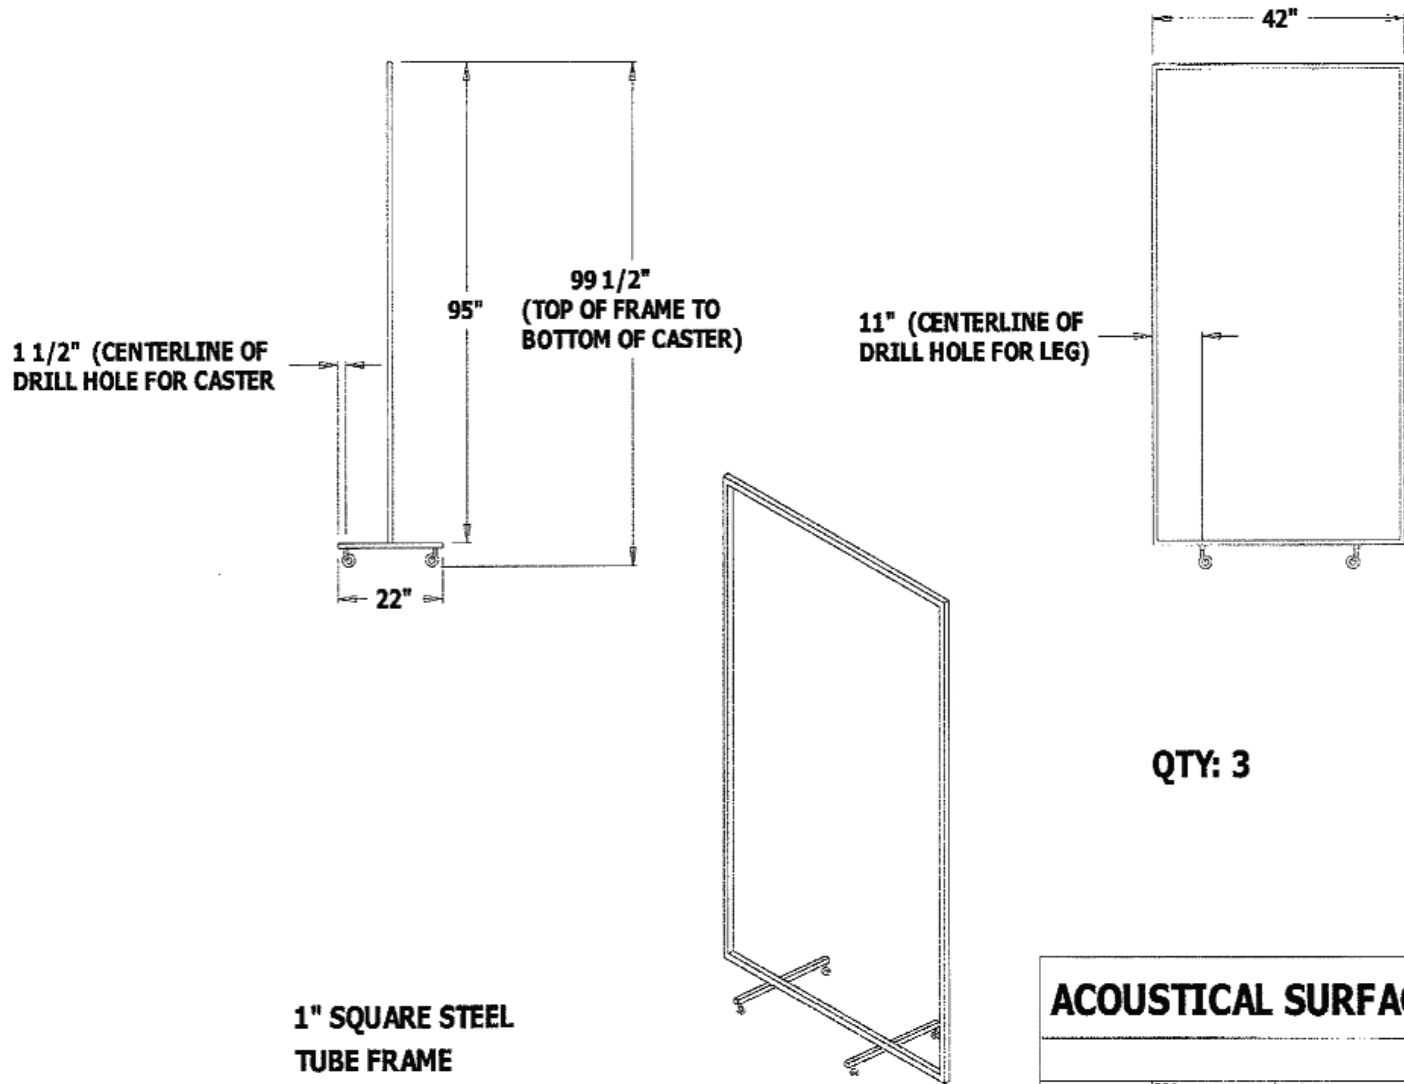 42"
99 1/2"
(TOP OF FRAME TO
BOTTOM OF CASTER)
95"
11" (CENTERLINE OF
DRILL HOLE FOR LEG)
1 1/2" (CENTERLINE OF
DRILL HOLE FOR CASTER
22"
QTY: 3
ACOUSTICAL
1" SQUARE STEEL
TUBE FRAME